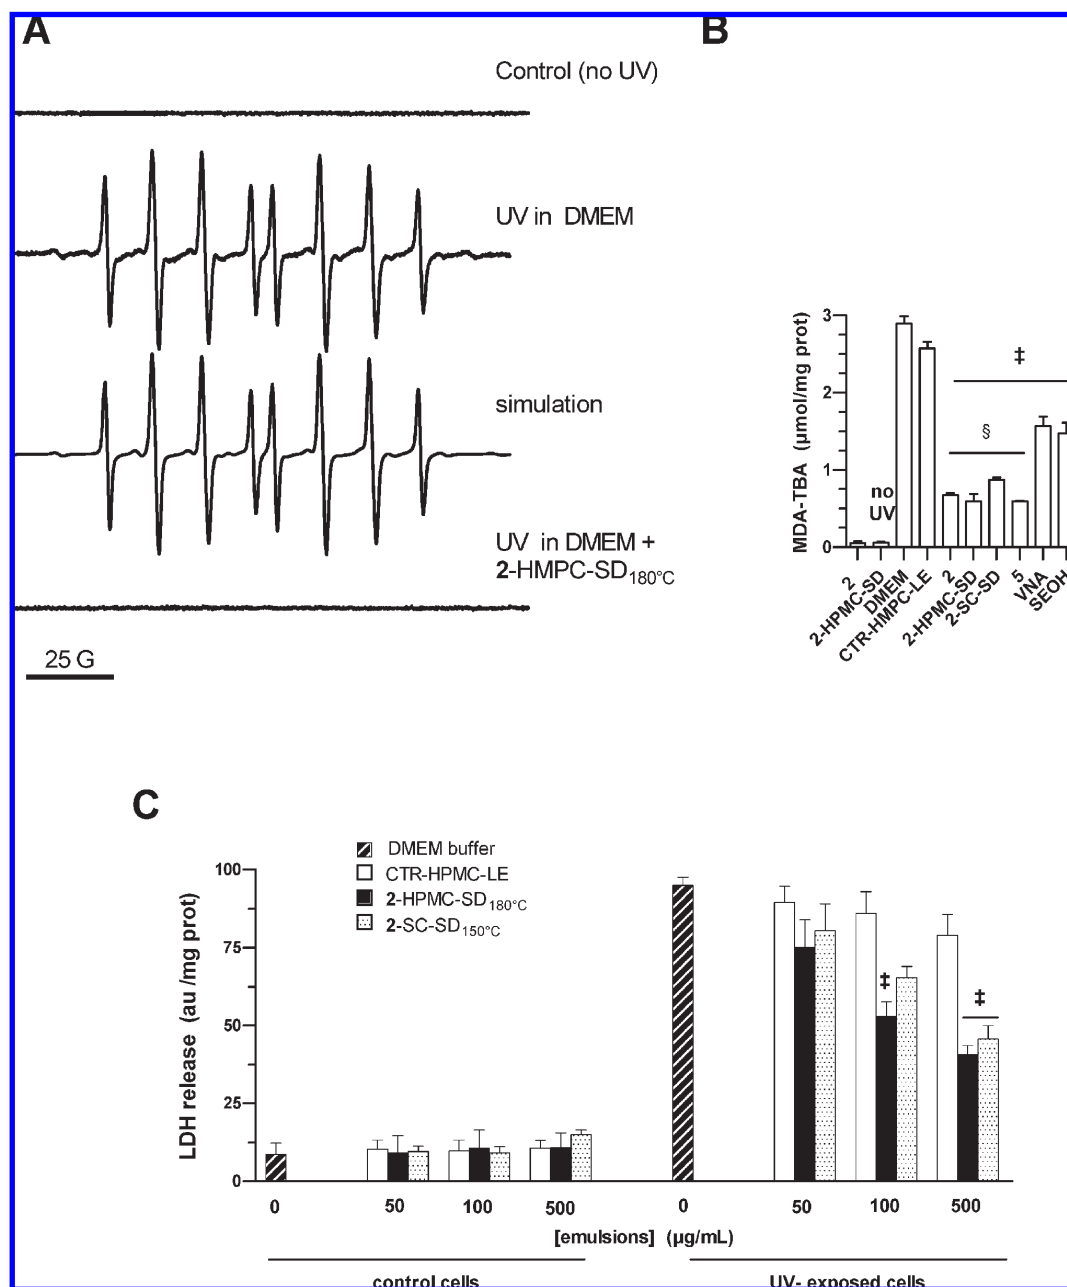 A
Control (no UV)
UV in DMEM
simulation
UV in DMEM +
2-HMPC-SD180°C
25 G
B
MDA-TBA (µmol/mg prot)
3
2
1
0
‡
§
no
UV
2
2-HPMC-SD
DMEM
CTR-HMPC-LE
2
2-HPMC-SD
2-SC-SD
5
VNA
SEOH
C
DMEM buffer
CTR-HPMC-LE
2-HPMC-SD180°C
2-SC-SD150°C
LDH release (au /mg prot)
100
75
50
25
0
‡
‡
0 50 100 500 0 50 100 500
[emulsions] (µg/mL)
control cells UV- exposed cells